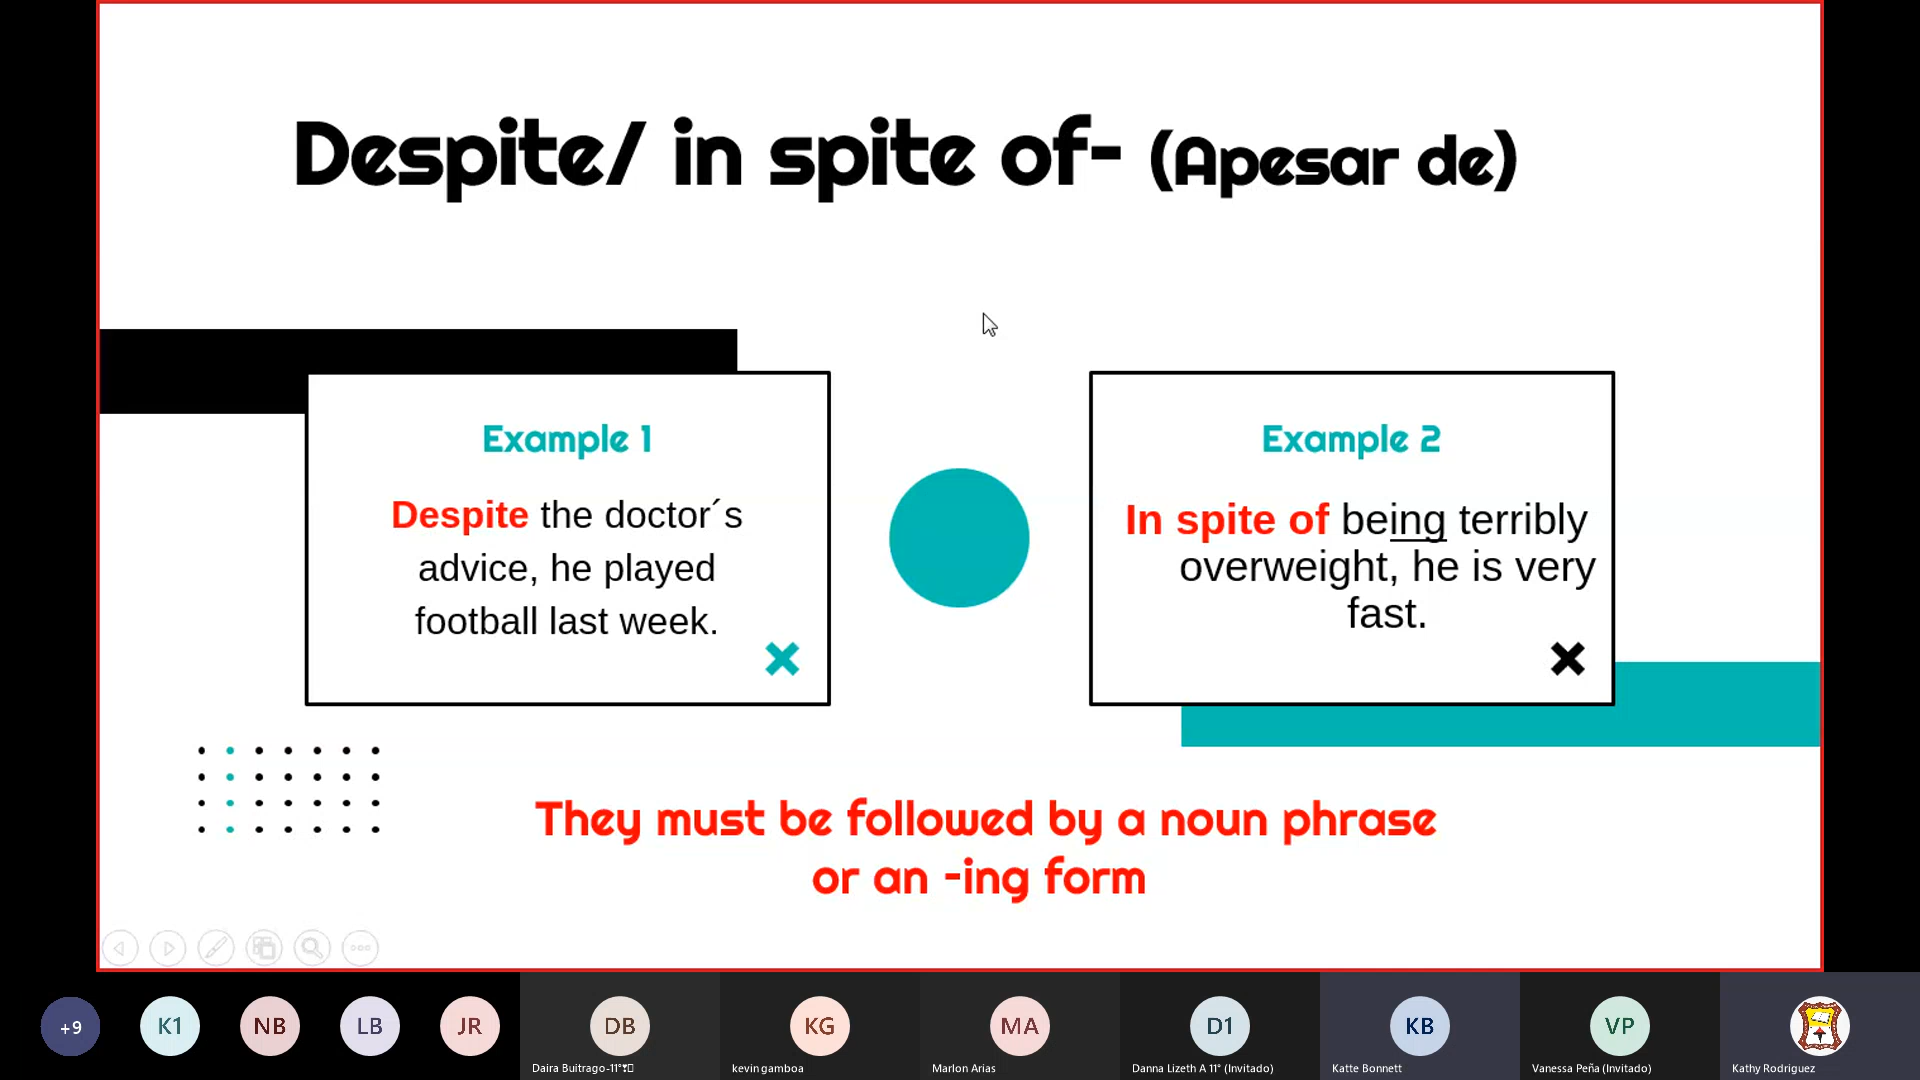 Despite/ in spite of- (Apesar de)
Example 1
Despite the doctor´s
advice, he played
football last week.
Example 2
In spite of being terribly
overweight, he is very
fast.
They must be followed by a noun phrase
or an -ing form
+9
K1
NB
LB
JR
DB
KG
MA
D1
KB
VP
Daira Buitrago-11°
kevin gamboa
Marlon Arias
Danna Lizeth A 11° (Invitado)
Katte Bonnett
Vanessa Peña (Invitado)
Kathy Rodriguez